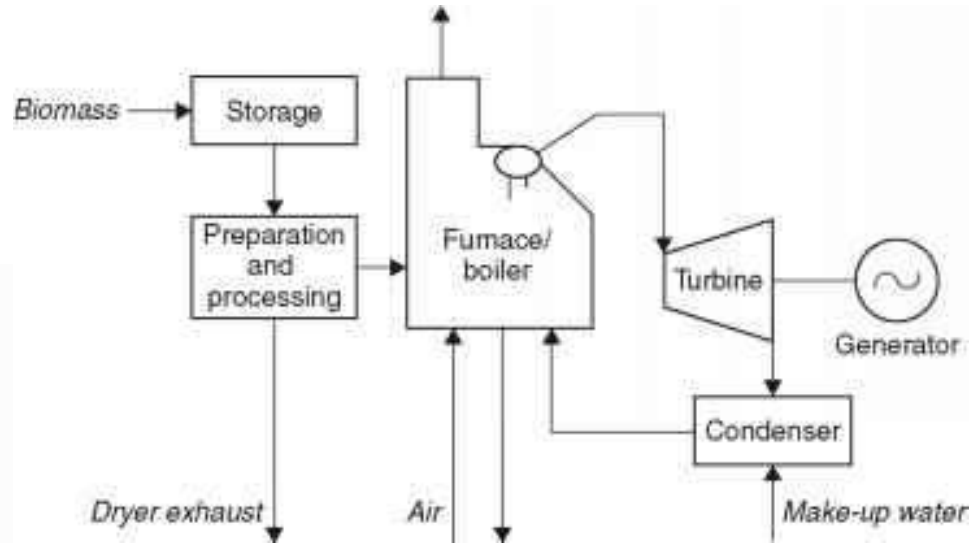 Biomass
Storage
Preparation
and
processing
Furnace/
boiler
Turbine
Generator
Condenser
Dryer exhaust
Air
Make-up water